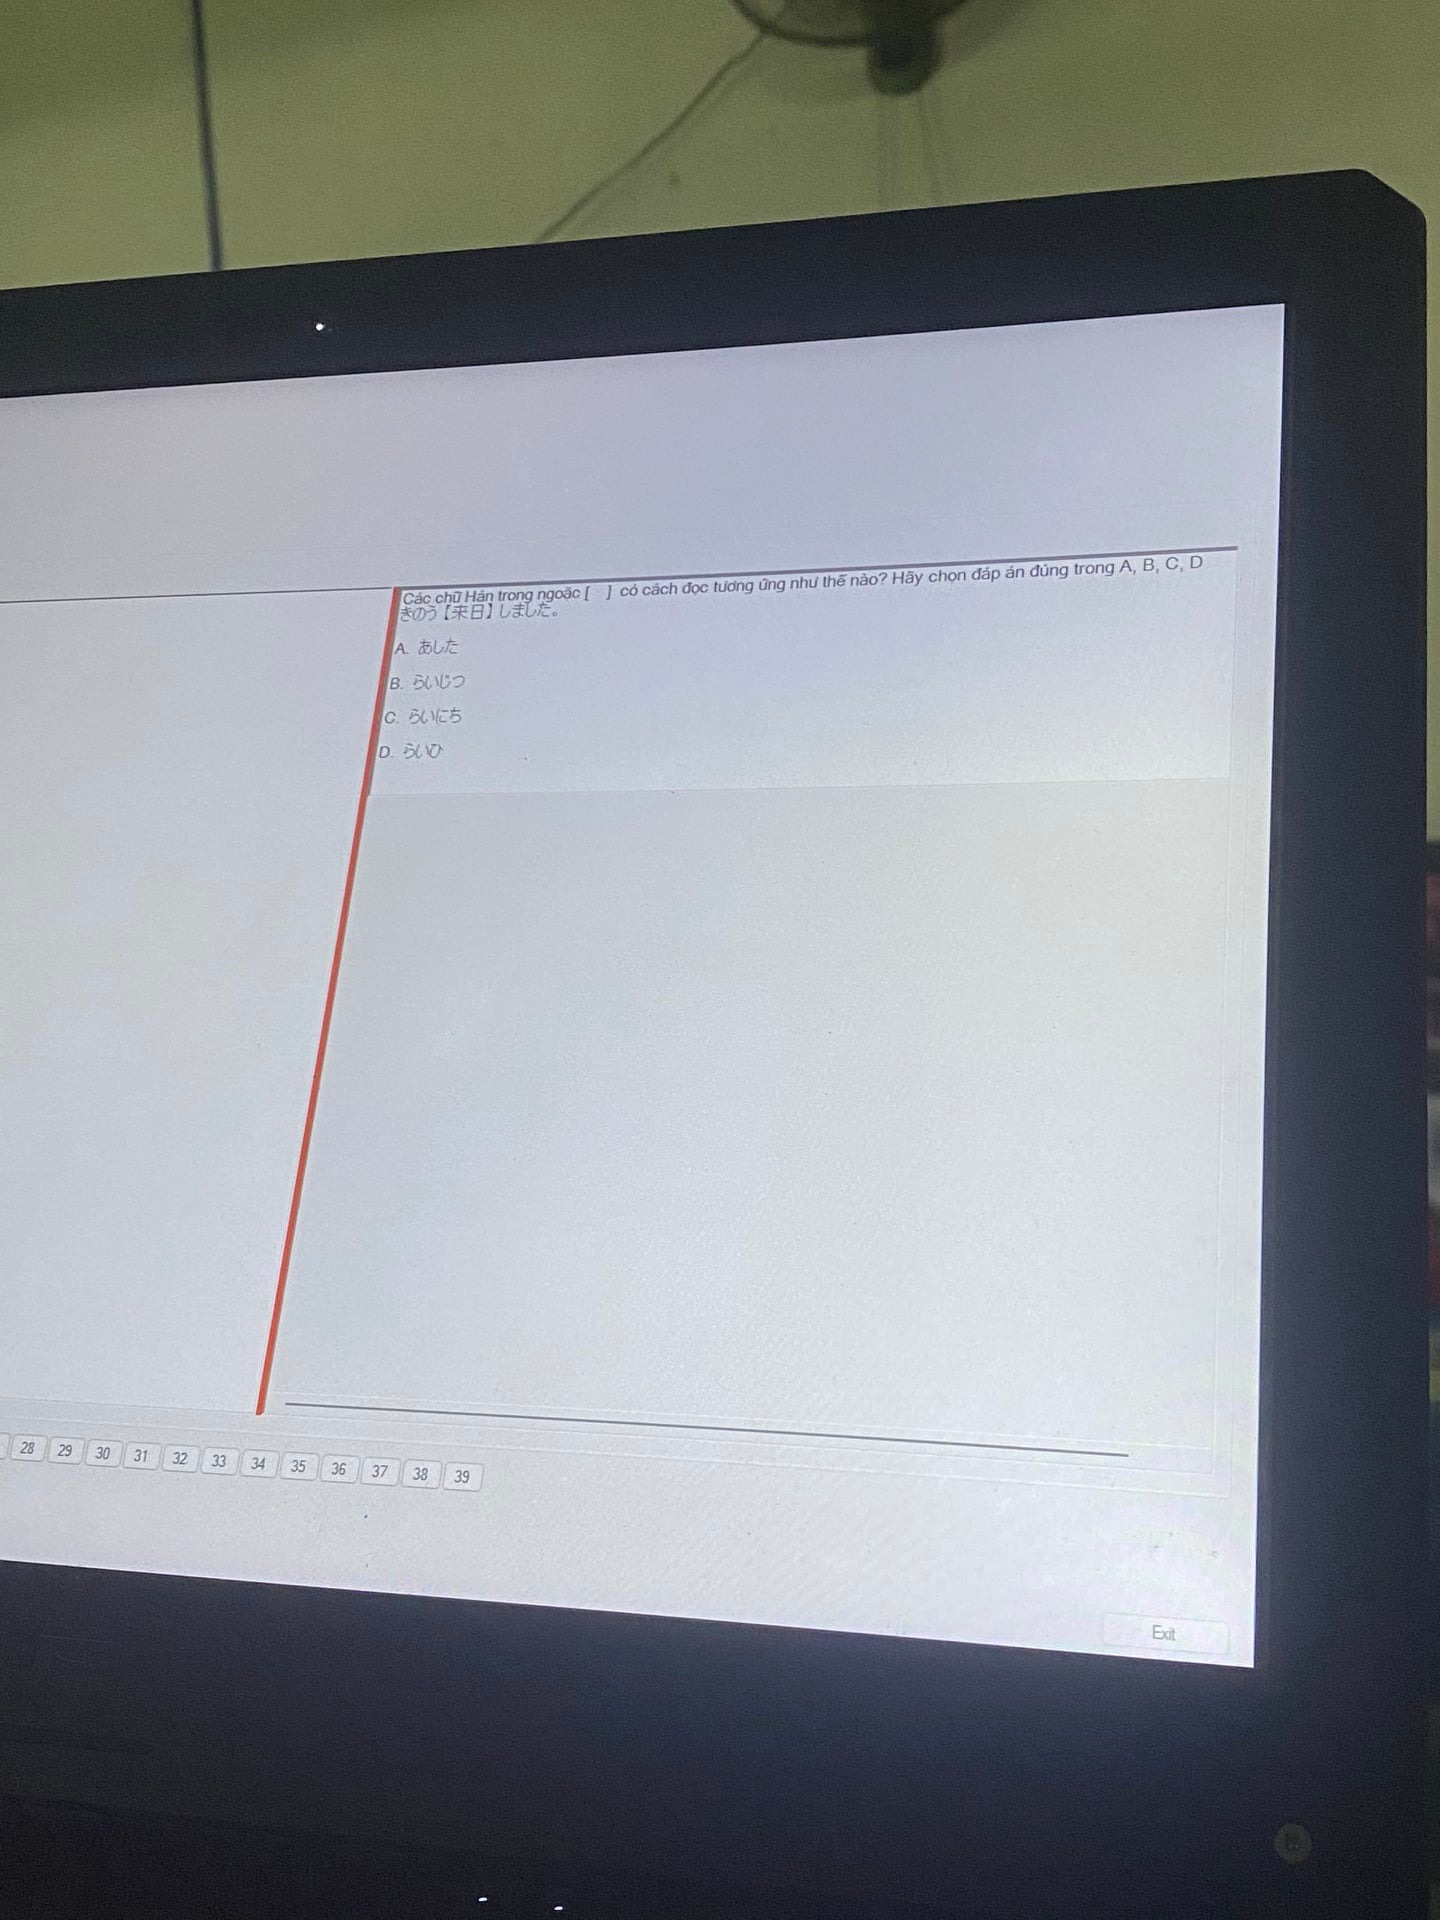 Các chữ Hán trong ngoặc [ ] có cách đọc tương ứng như thế nào? Hãy chọn đáp án đúng trong A, B, C, D
きのう【来日】しました。
A. あした
B. らいじつ
C. らいにち
D. らいひ
28 29 30 31 32 33 34 35 36 37 38 39
Exit